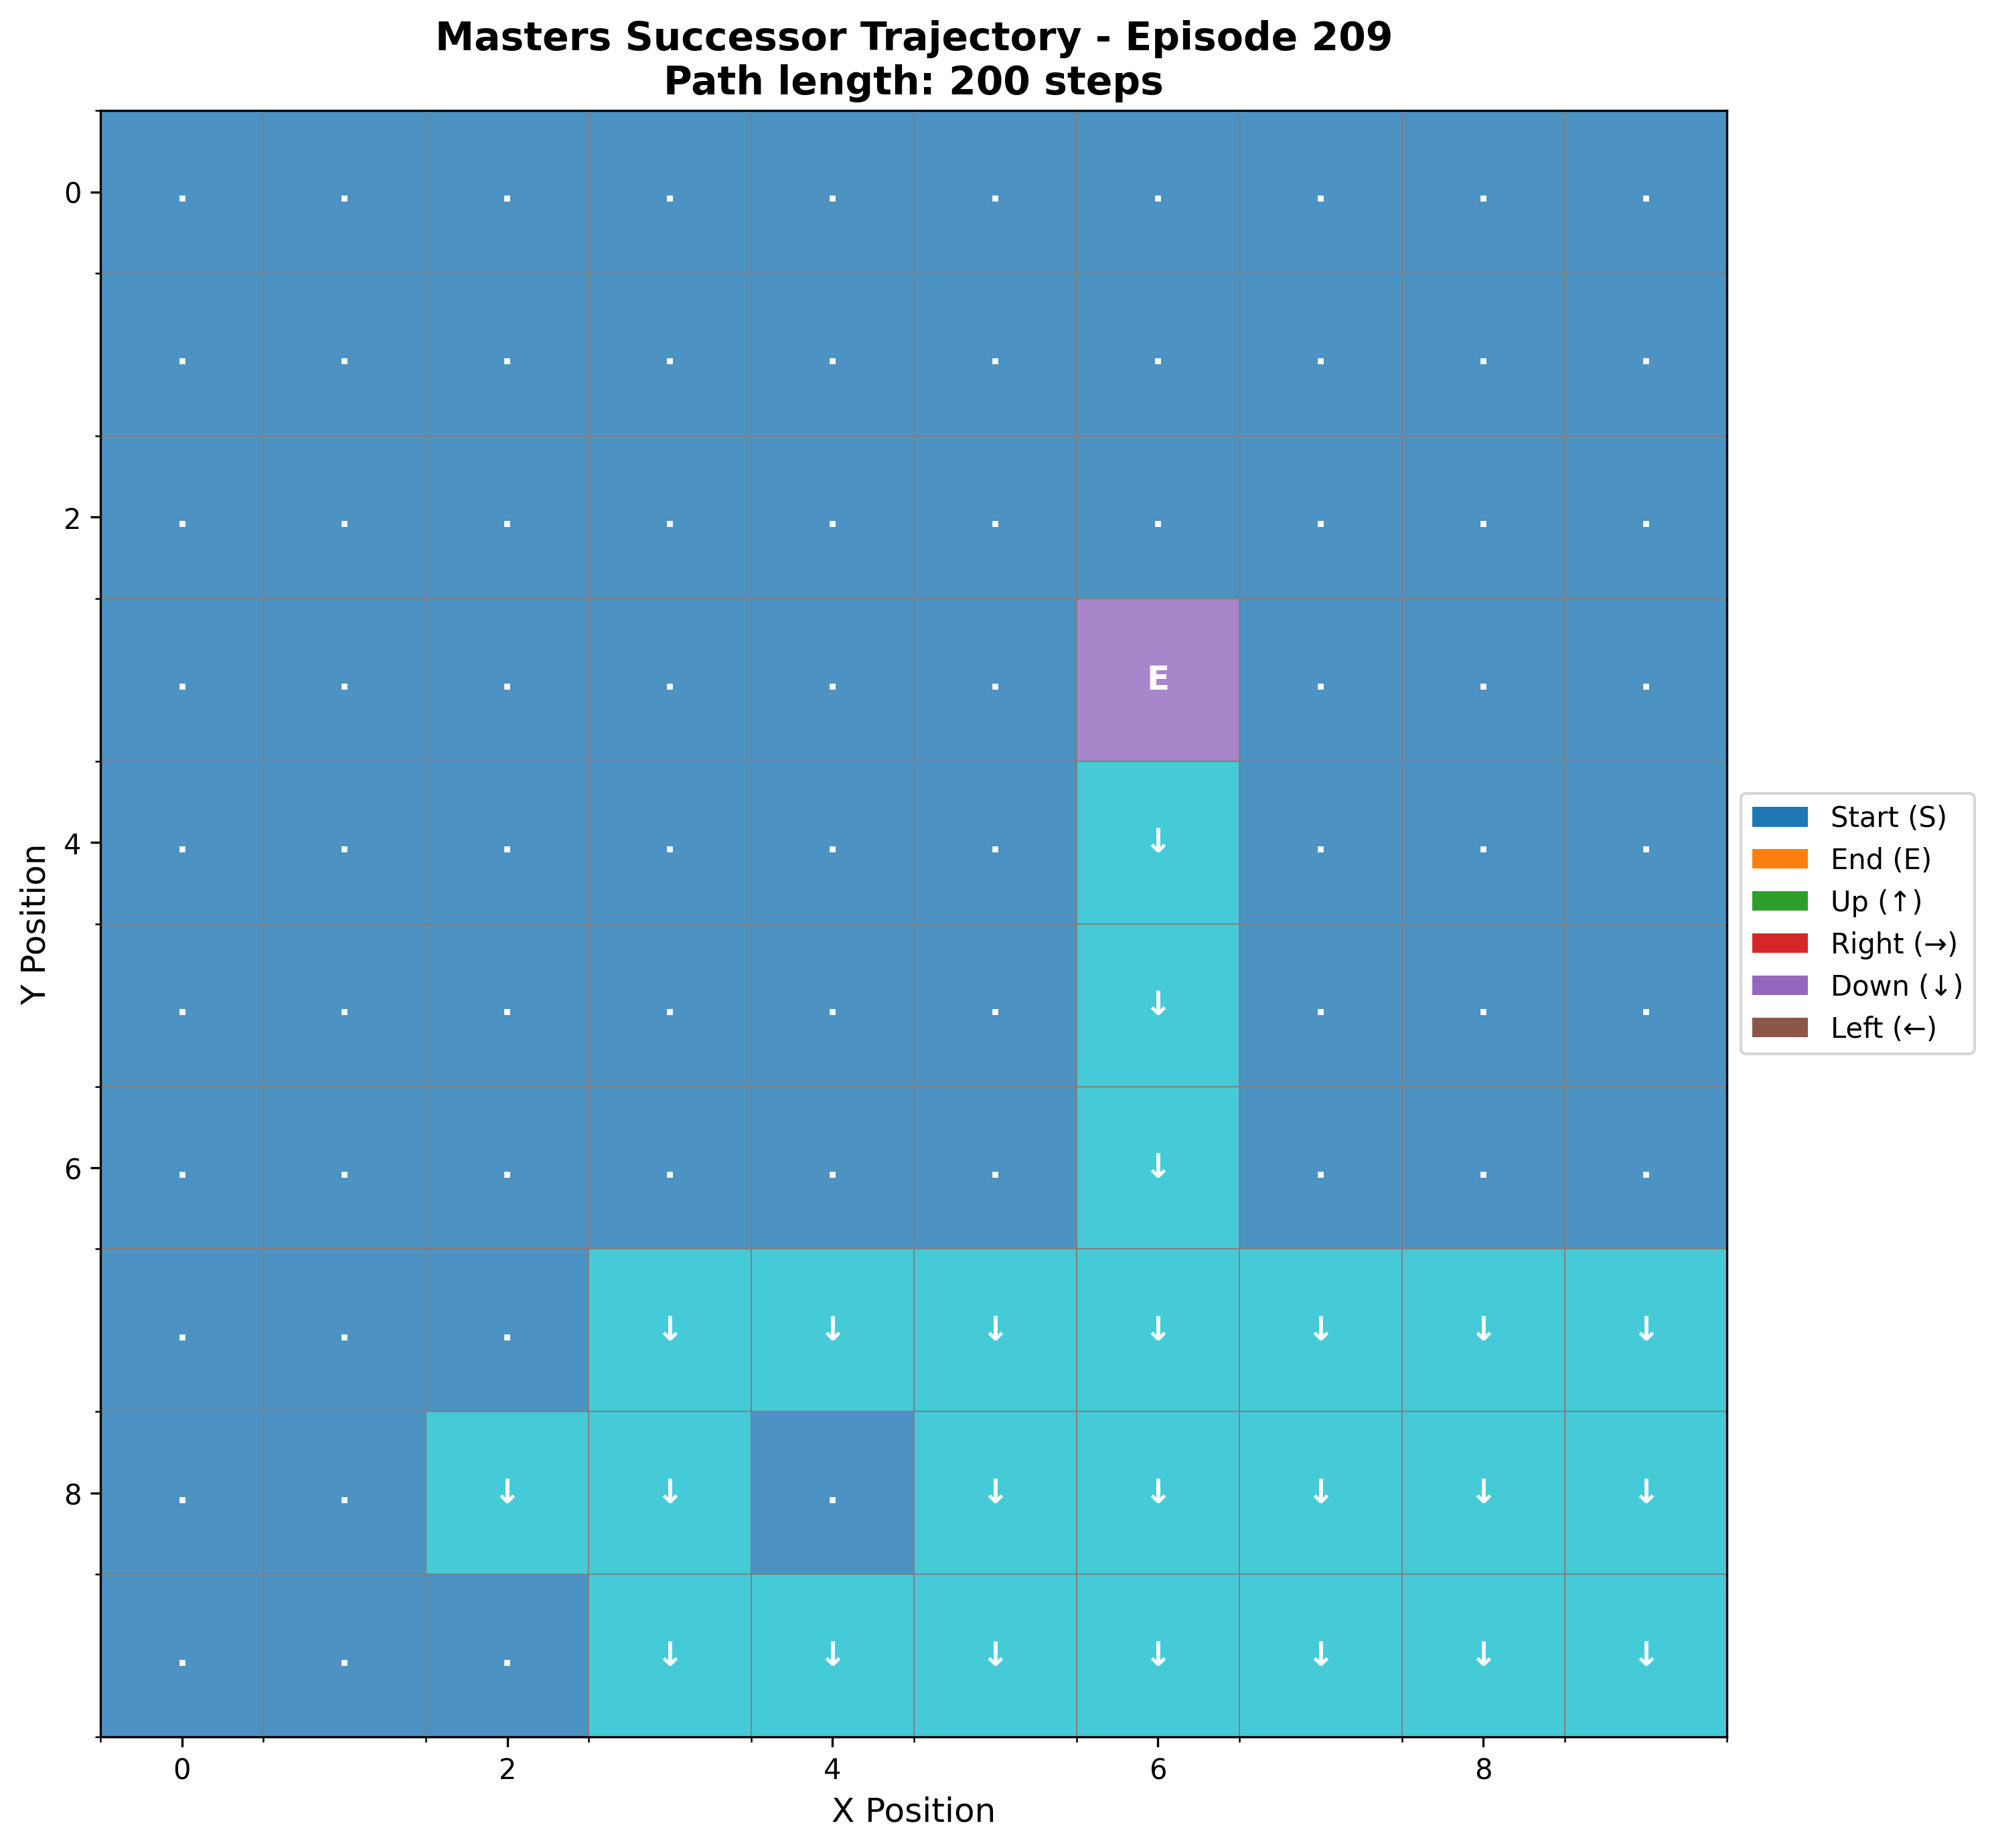 Masters Successor Trajectory - Episode 209
Path length: 200 steps
0 . . . . . . . . . .
. . . . . . . . . .
2 . . . . . . . . . .
. . . . . . E . . .
4 . . . . . . ↓ . . .
. . . . . . ↓ . . .
6 . . . . . . ↓ . . .
. . . ↓ ↓ ↓ ↓ ↓ ↓ ↓
8 . . ↓ ↓ . ↓ ↓ ↓ ↓ ↓
. . . ↓ ↓ ↓ ↓ ↓ ↓ ↓
0 2 4 6 8
X Position
Y Position
Start (S)
End (E)
Up (↑)
Right (→)
Down (↓)
Left (←)